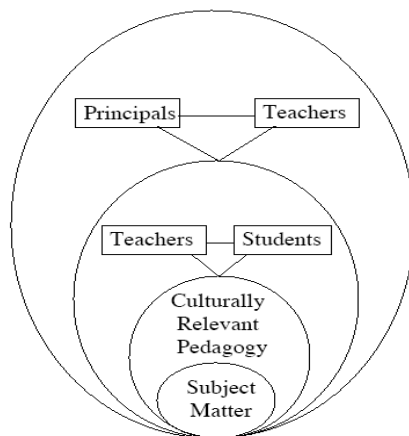 Principals Teachers
Teachers Students
Culturally
Relevant
Pedagogy
Subject
Matter